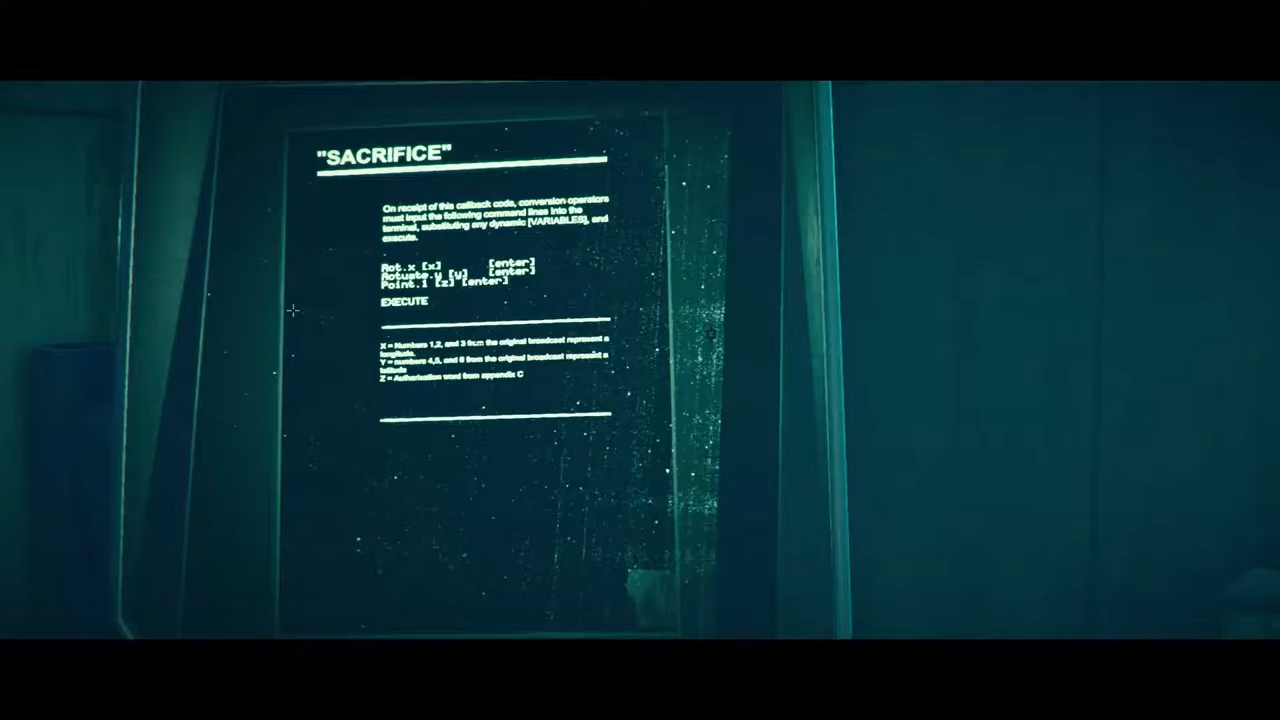 "SACRIFICE"
On receipt of this callback code, conversion operators
must input the following command lines into the
terminal, substituting any dynamic [VARIABLES], and
execute.
Rot.x [x] [enter]
Rotuate.y [y] [enter]
Point.1 [z] [enter]
EXECUTE
X = Numbers 1,2, and 3 from the original broadcast represent a
longitude.
Y = numbers 4,5, and 6 from the original broadcast represent a
latitude
Z = Authorisation word from appendix C